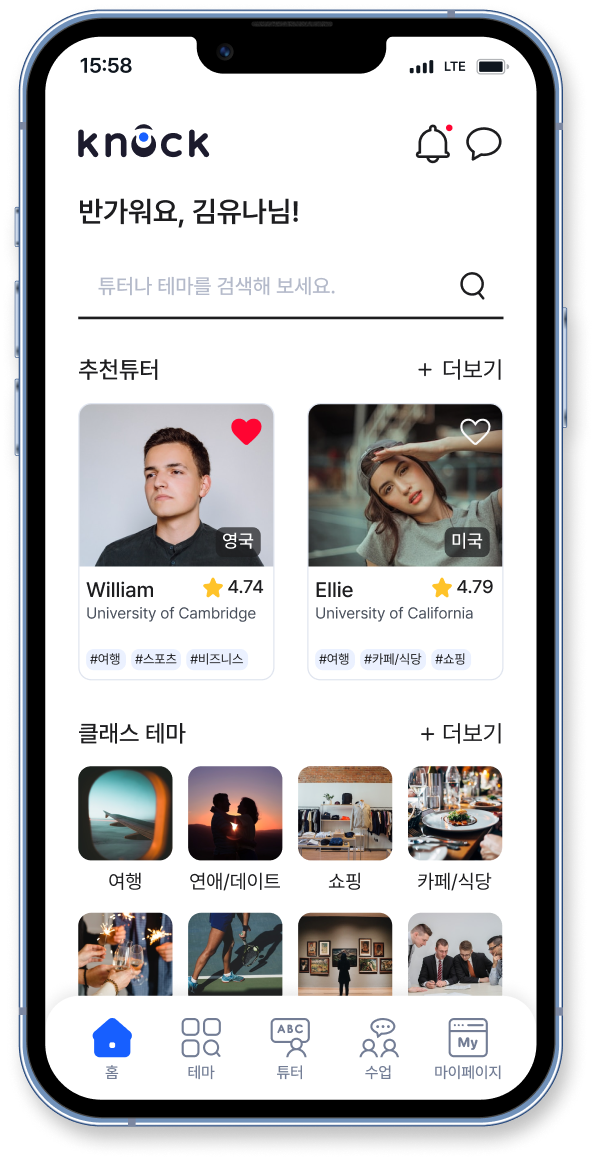 15:58 LTE
knock
반가워요, 김유나님!
튜터나 테마를 검색해 보세요.
추천튜터 + 더보기
영국 미국
William 4.74 Ellie 4.79
University of Cambridge University of California
#여행 #스포츠 #비즈니스 #여행 #카페/식당 #쇼핑
클래스 테마 + 더보기
여행 연애/데이트 쇼핑 카페/식당
ABC My
홈 테마 튜터 수업 마이페이지